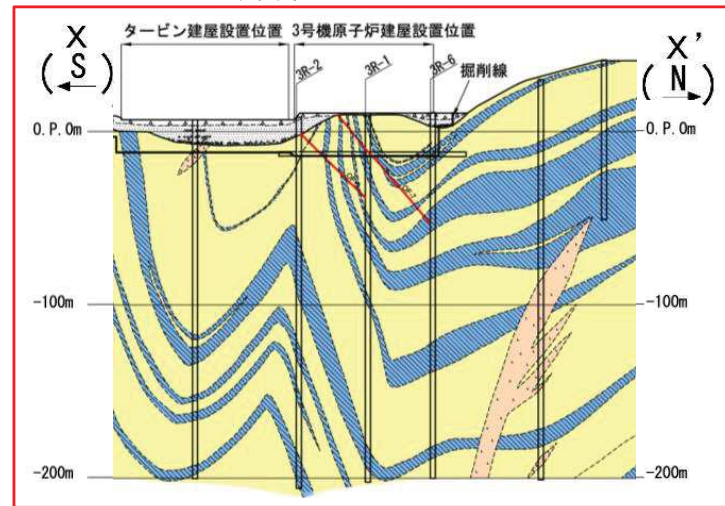 タービン建屋設置位置 3号機原子炉建屋設置位置
X
(S)
X'
(N)
3R-2
3R-1
3R-6
掘削線
O.P.0m
O.P.0m
-100m
-100m
-200m
-200m